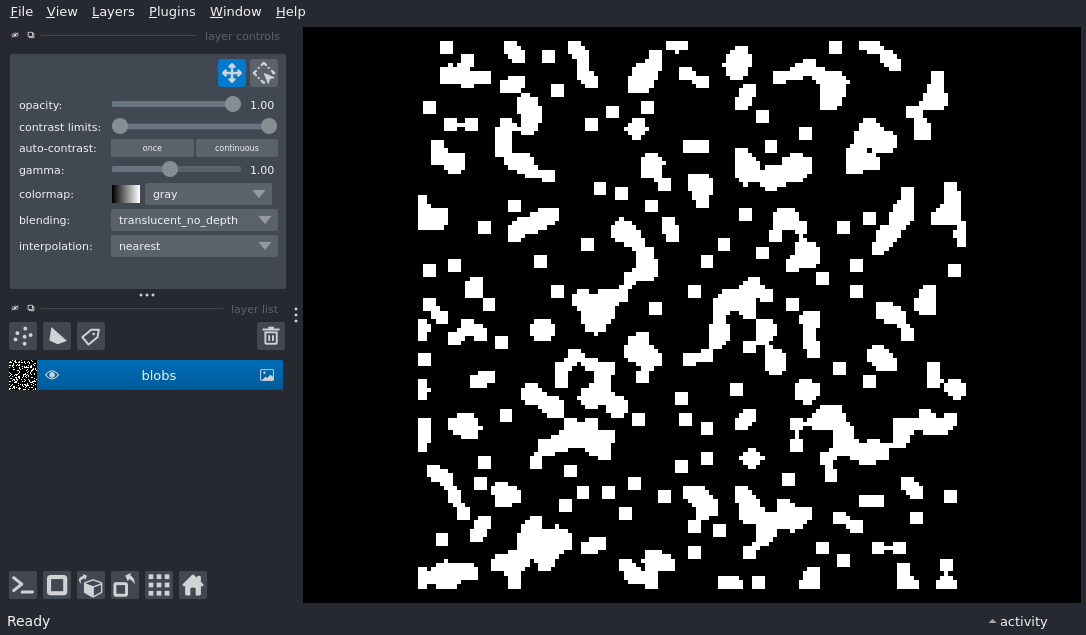 File View Layers Plugins Window Help
layer controls
opacity: 1.00
contrast limits:
auto-contrast: once continuous
gamma: 1.00
colormap: gray
blending: translucent_no_depth
interpolation: nearest
layer list
blobs
Ready activity